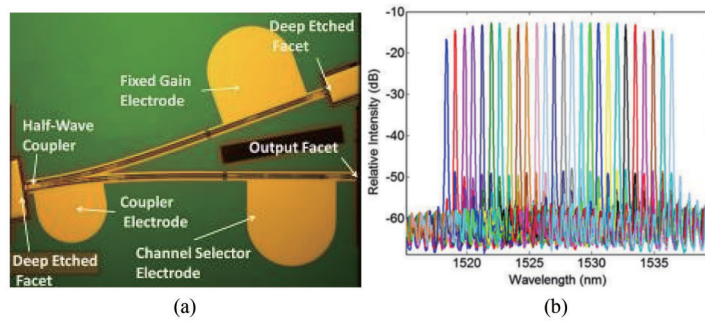 Deep Etched
Facet
Fixed Gain
Electrode
Half-Wave
Coupler
Output Facet
Coupler
Electrode
Channel Selector
Electrode
Deep Etched
Facet
(a)
(b)
-10
-20
-30
-40
-50
-60
Relative Intensity (dB)
1520
1525
1530
1535
Wavelength (nm)